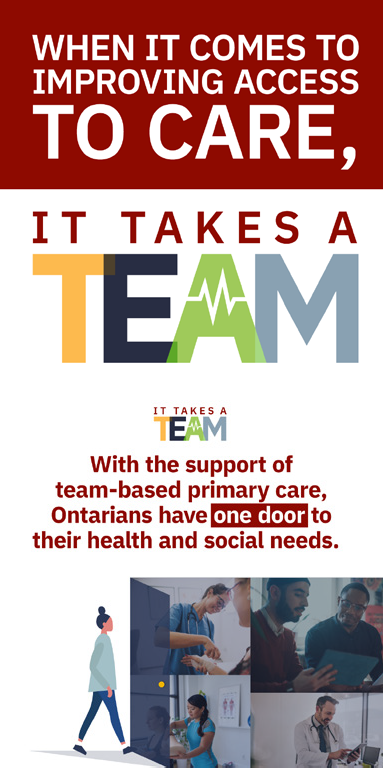 WHEN IT COMES TO
IMPROVING ACCESS
TO CARE,
IT TAKES A
TEAM
IT TAKES A
TEAM
With the support of
team-based primary care,
Ontarians have one door to
their health and social needs.